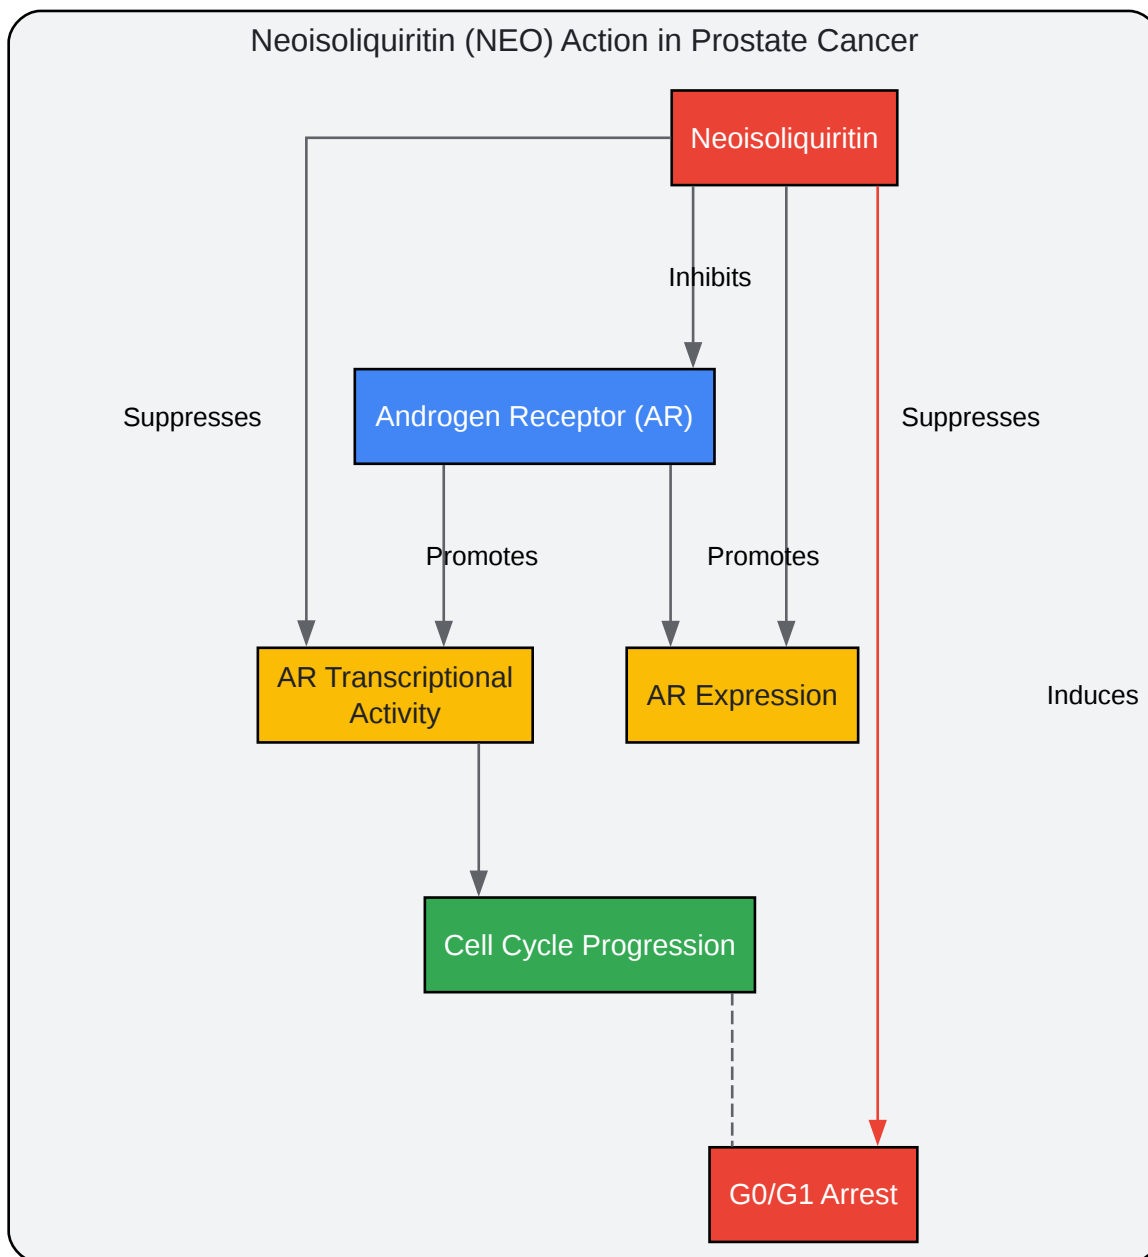 Neoisoliquiritin (NEO) Action in Prostate Cancer
Neoisoliquiritin
Inhibits
Androgen Receptor (AR)
Suppresses
Suppresses
Promotes
Promotes
AR Transcriptional
Activity
AR Expression
Induces
Cell Cycle Progression
G0/G1 Arrest